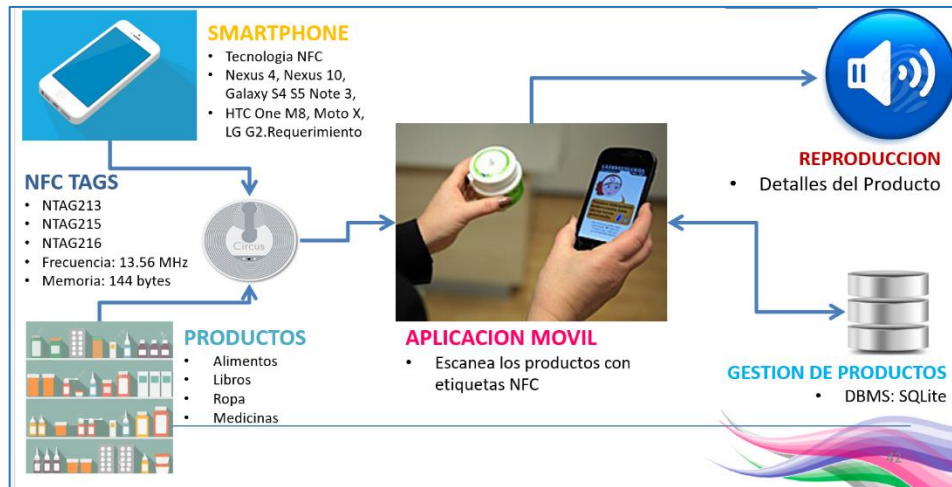 SMARTPHONE
• Tecnologia NFC
• Nexus 4, Nexus 10,
Galaxy S4 S5 Note 3,
• HTC One M8, Moto X,
LG G2.Requerimiento
NFC TAGS
• NTAG213
• NTAG215
• NTAG216
• Frecuencia: 13.56 MHz
• Memoria: 144 bytes
Circus
PRODUCTOS
• Alimentos
• Libros
• Ropa
• Medicinas
APLICACION MOVIL
• Escanea los productos con
etiquetas NFC
REPRODUCCION
• Detalles del Producto
GESTION DE PRODUCTOS
• DBMS: SQLite
42